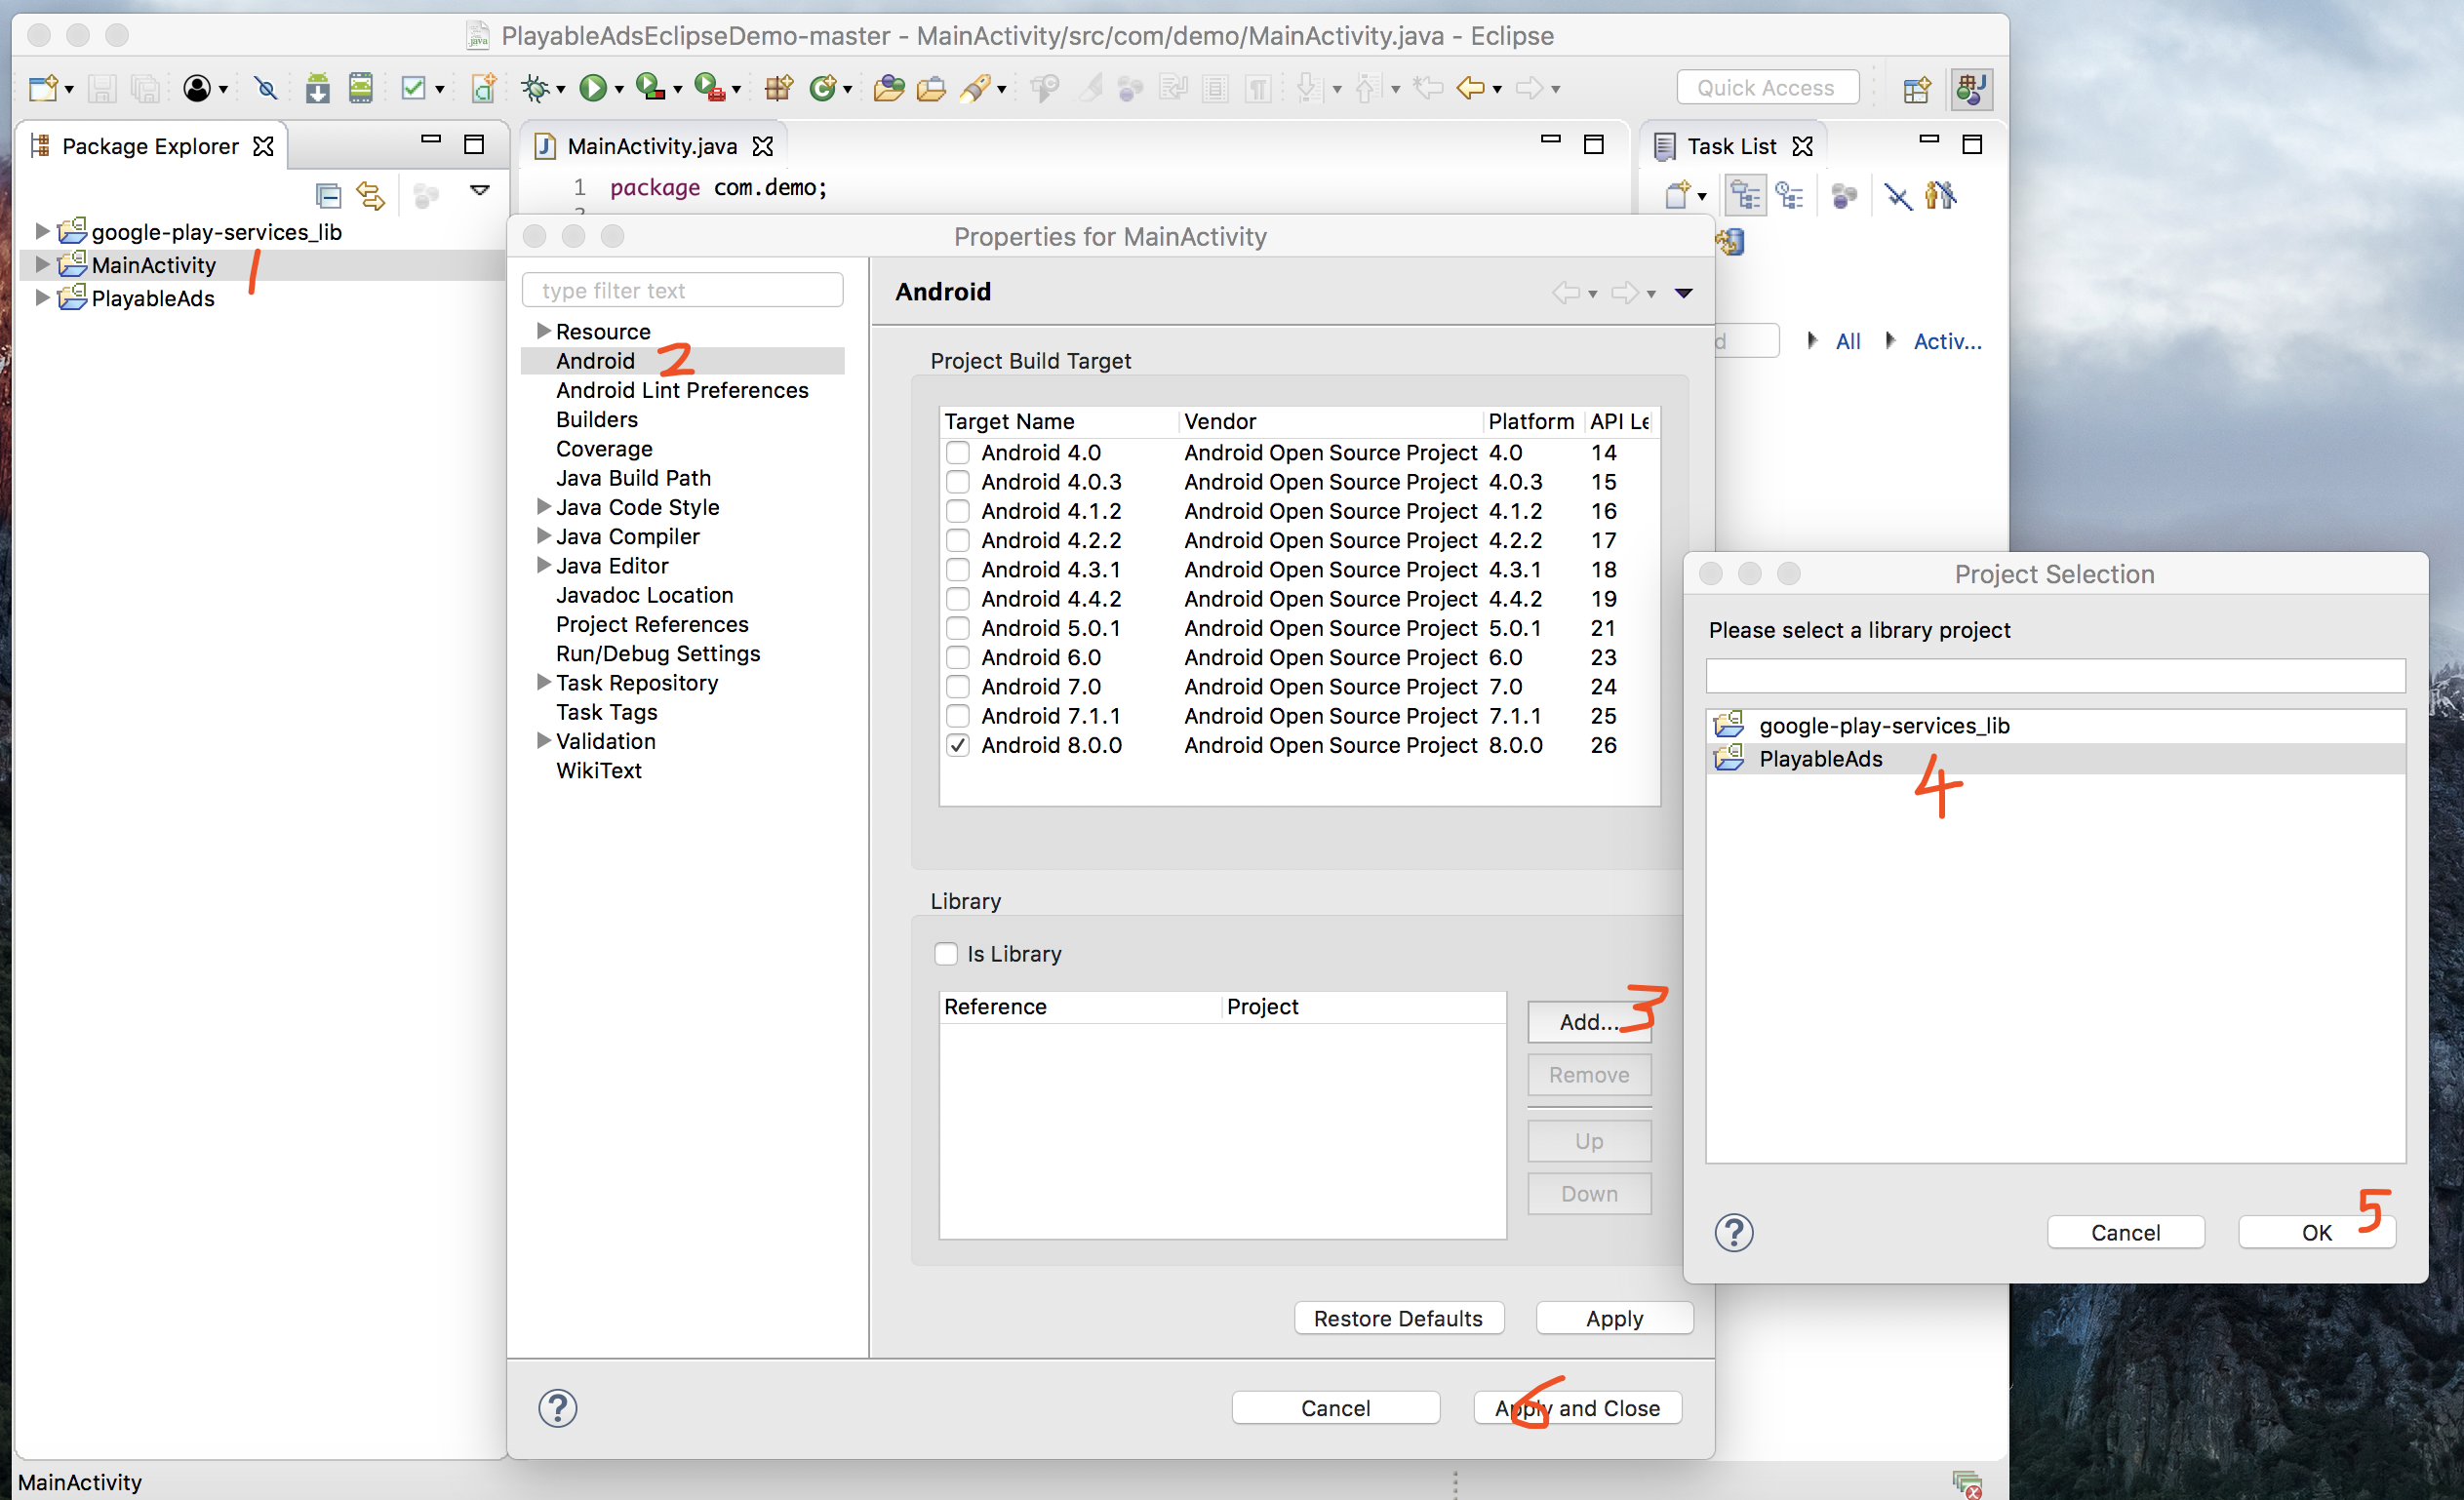 PlayableAdsEclipseDemo-master - MainActivity/src/com/demo/MainActivity.java - Eclipse
Quick Access
Package Explorer
google-play-services_lib
MainActivity
1
PlayableAds
MainActivity.java
1 package com.demo;
Task List
All
Activ...
Properties for MainActivity
type filter text
Resource
Android
2
Android Lint Preferences
Builders
Coverage
Java Build Path
Java Code Style
Java Compiler
Java Editor
Javadoc Location
Project References
Run/Debug Settings
Task Repository
Task Tags
Validation
WikiText
Android
Project Build Target
Target Name Vendor Platform API Le
Android 4.0 Android Open Source Project 4.0 14
Android 4.0.3 Android Open Source Project 4.0.3 15
Android 4.1.2 Android Open Source Project 4.1.2 16
Android 4.2.2 Android Open Source Project 4.2.2 17
Android 4.3.1 Android Open Source Project 4.3.1 18
Android 4.4.2 Android Open Source Project 4.4.2 19
Android 5.0.1 Android Open Source Project 5.0.1 21
Android 6.0 Android Open Source Project 6.0 23
Android 7.0 Android Open Source Project 7.0 24
Android 7.1.1 Android Open Source Project 7.1.1 25
Android 8.0.0 Android Open Source Project 8.0.0 26
Library
Is Library
Reference Project
Add...
3
Remove
Up
Down
Restore Defaults
Apply
Cancel
Apply and Close
6
Project Selection
Please select a library project
google-play-services_lib
PlayableAds
4
Cancel
OK
5
MainActivity